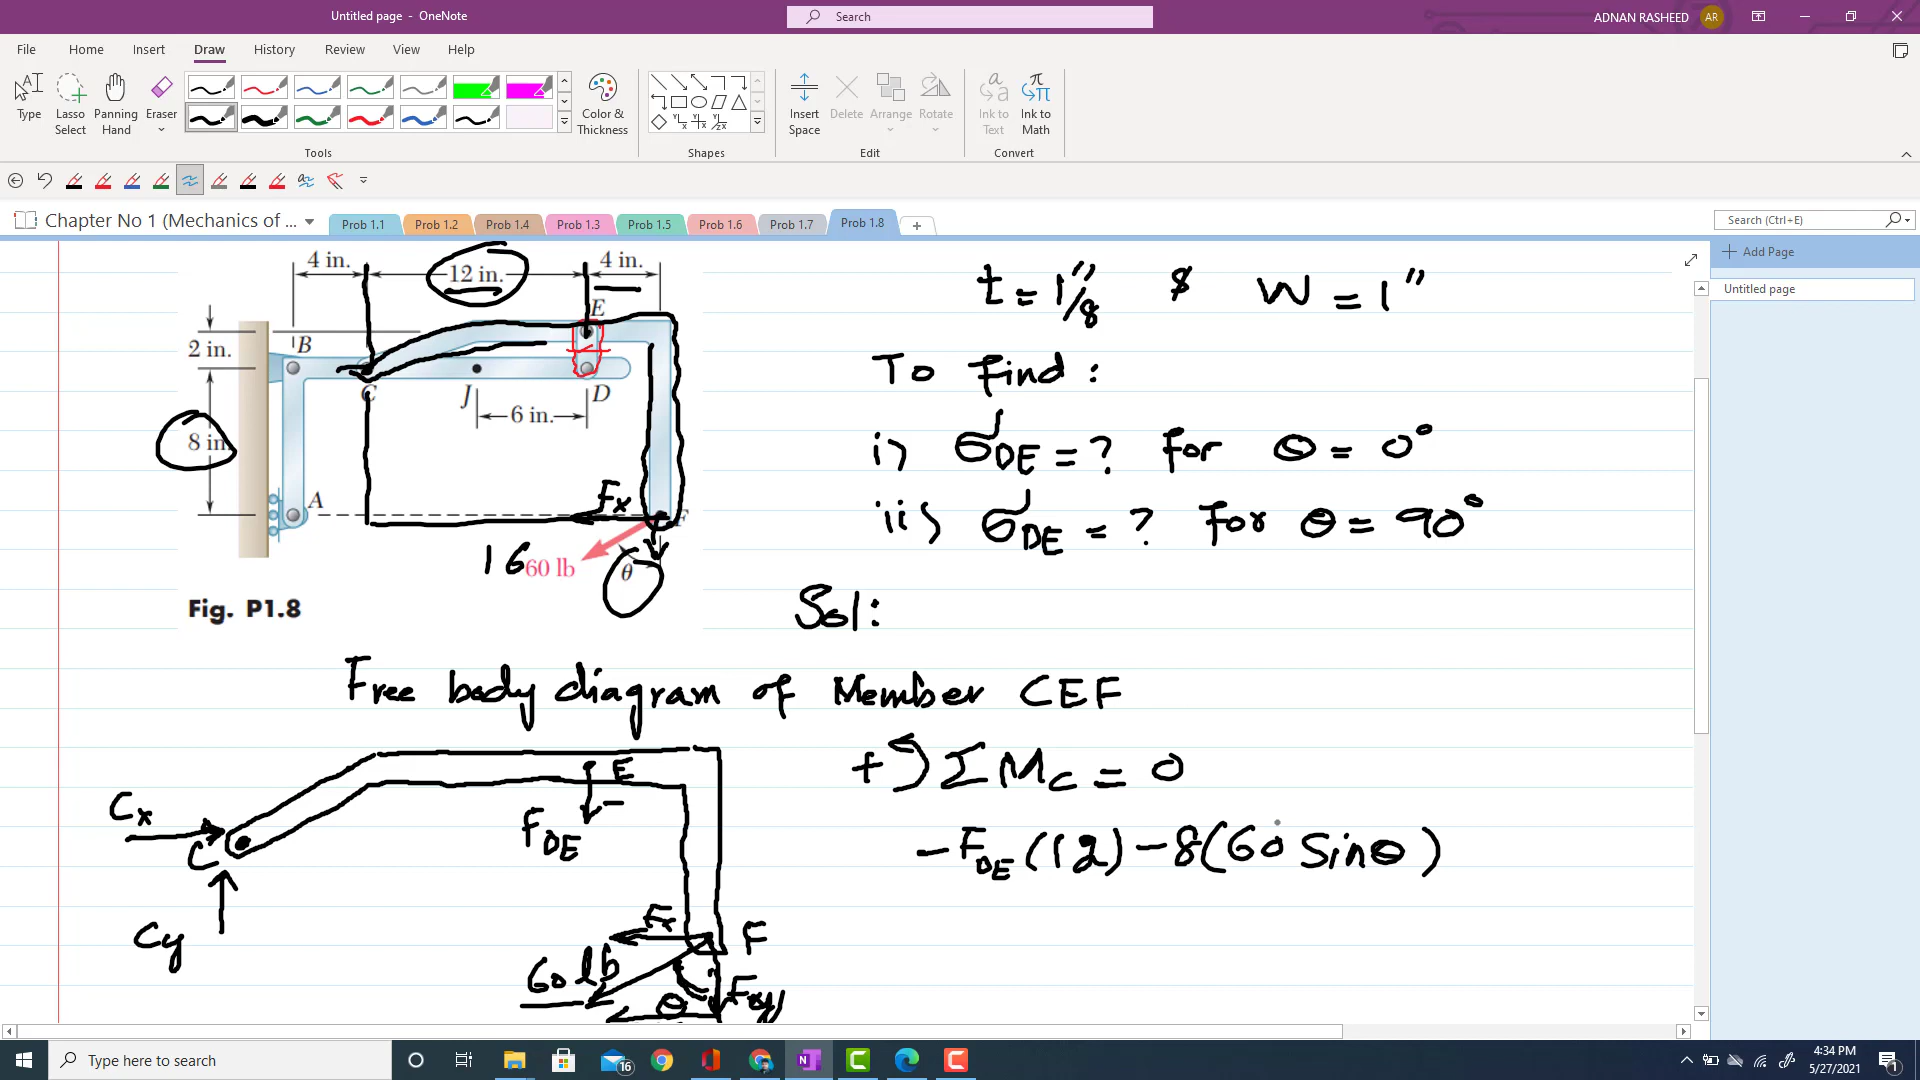 Untitled page - OneNote
Search
ADNAN RASHEED
AR
File Home Insert Draw History Review View Help
Type
Lasso Select
Panning Hand
Eraser
Color & Thickness
Insert Space
Delete
Arrange
Rotate
Ink to Text
Ink to Math
Tools
Shapes
Edit
Convert
Chapter No 1 (Mechanics of ...
Prob 1.1
Prob 1.2
Prob 1.4
Prob 1.3
Prob 1.5
Prob 1.6
Prob 1.7
Prob 1.8
Search (Ctrl+E)
Add Page
Untitled page
4 in. 12 in. 4 in.
E
2 in.
B
C J D
6 in.
8 in.
A
Fx
F
16
60 lb
θ
Fig. P1.8
t = 1/8" & W = 1"
To Find:
i) σDE = ? for θ = 0°
ii) σDE = ? for θ = 90°
Sol:
Free body diagram of Member CEF
+ ΣMC = 0
-FDE (12) - 8(60 Sinθ)
Cx
C
Cy
E
FDE
Fx
F
60 lb
θ
Type here to search
16
4:34 PM
5/27/2021
1